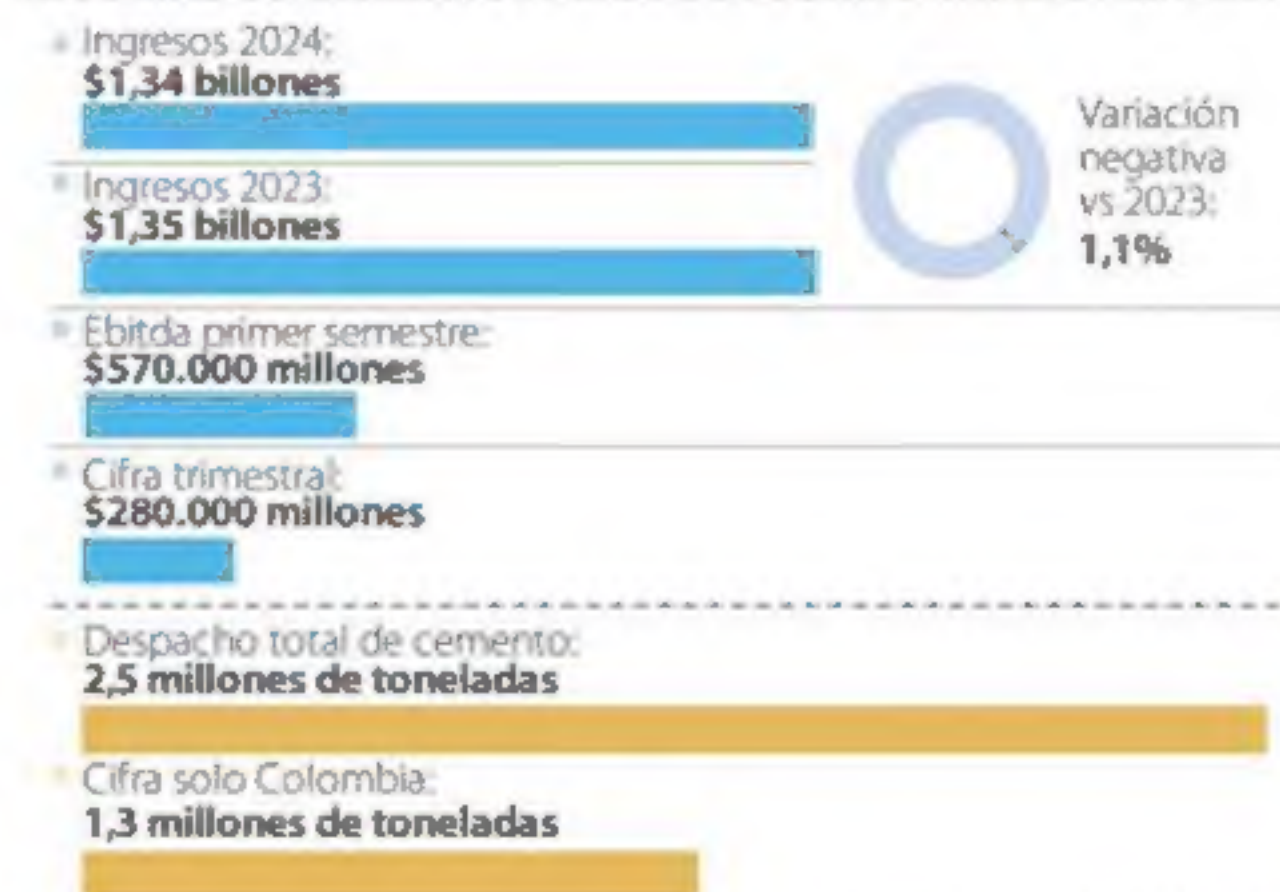 Ingresos 2024:
$1,34 billones
Ingresos 2023:
$1,35 billones
Variación
negativa
vs 2023:
1,1%
Ebitda primer semestre:
$570.000 millones
Cifra trimestral:
$280.000 millones
Despacho total de cemento:
2,5 millones de toneladas
Cifra solo Colombia:
1,3 millones de toneladas